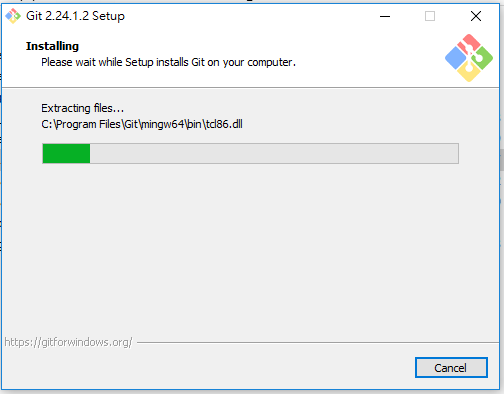 Git 2.24.1.2 Setup
Installing
Please wait while Setup installs Git on your computer.
Extracting files...
C:\Program Files\Git\mingw64\bin\tcl86.dll
https://gitforwindows.org/
Cancel